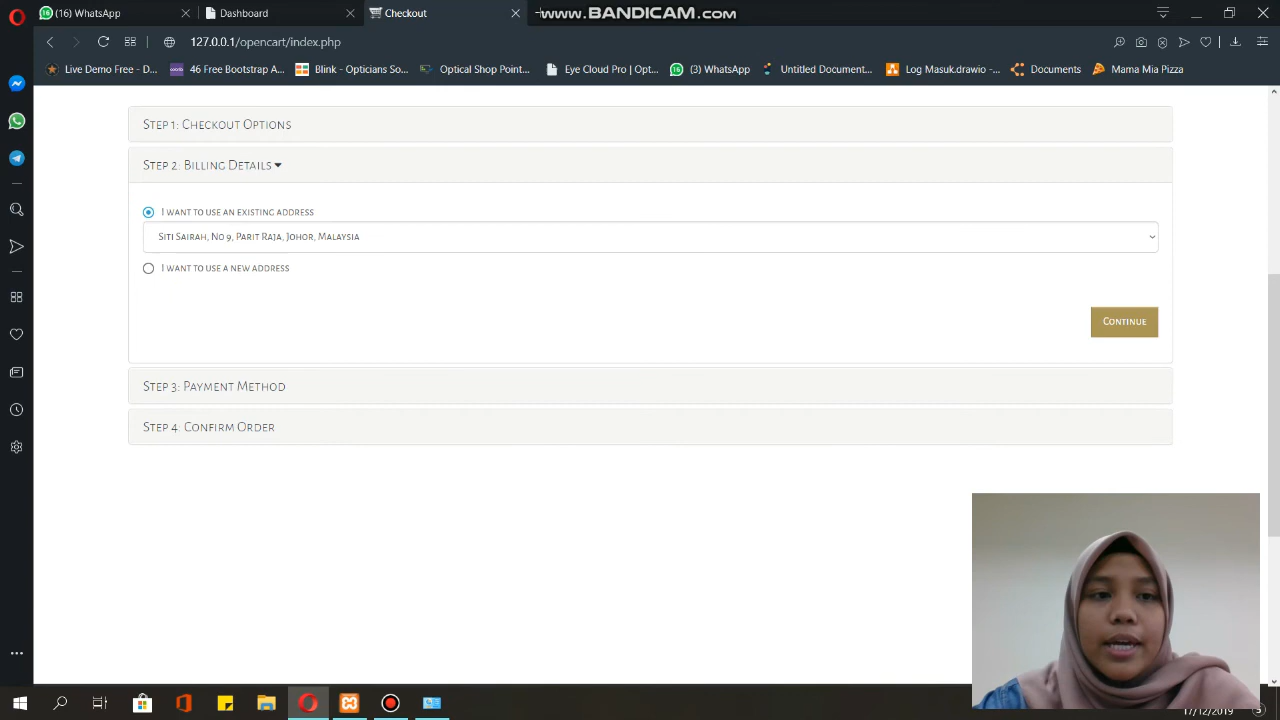 (16) WhatsApp
Dashboard
Checkout
www.BANDICAM.com
127.0.0.1/opencart/index.php
Live Demo Free - D...
46 Free Bootstrap A...
Blink - Opticians So...
Optical Shop Point...
Eye Cloud Pro | Opt...
(3) WhatsApp
Untitled Document...
Log Masuk.drawio -...
Documents
Mama Mia Pizza
Step 1: Checkout Options
Step 2: Billing Details
I want to use an existing address
Siti Sairah, No 9, Parit Raja, Johor, Malaysia
I want to use a new address
Continue
Step 3: Payment Method
Step 4: Confirm Order
17/12/2019